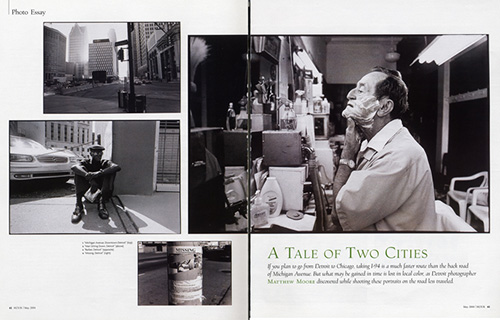 Photo Essay
MISSING
A TALE OF TWO CITIES
If you plan to go from Detroit to Chicago, taking I-94 is a much faster route than the back road
of Michigan Avenue. But what may be gained in time is lost in local color, as Detroit photographer
MATTHEW MOORE discovered while shooting these portraits on the road less traveled.